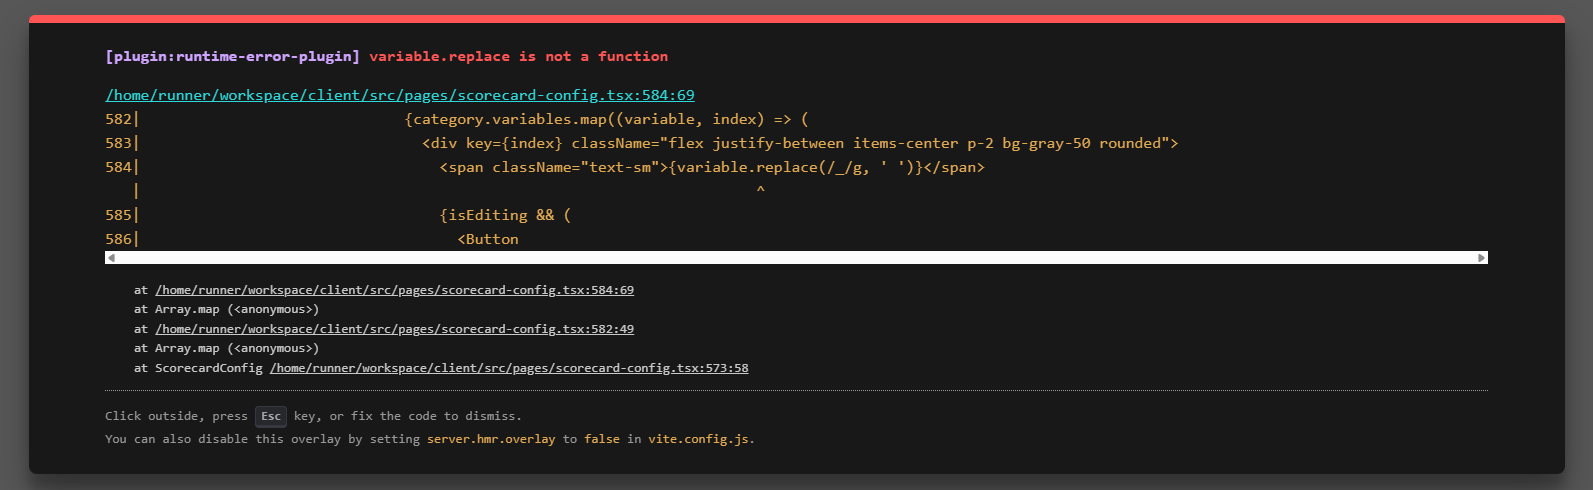 [plugin:runtime-error-plugin] variable.replace is not a function
/home/runner/workspace/client/src/pages/scorecard-config.tsx:584:69
582|                              {category.variables.map((variable, index) => (
583|                                <div key={index} className="flex justify-between items-center p-2 bg-gray-50 rounded">
584|                                  <span className="text-sm">{variable.replace(/_/g, ' ')}</span>
   |                                                                     ^
585|                                  {isEditing && (
586|                                    <Button
at /home/runner/workspace/client/src/pages/scorecard-config.tsx:584:69
at Array.map (<anonymous>)
at /home/runner/workspace/client/src/pages/scorecard-config.tsx:582:49
at Array.map (<anonymous>)
at ScorecardConfig /home/runner/workspace/client/src/pages/scorecard-config.tsx:573:58
Click outside, press Esc key, or fix the code to dismiss.
You can also disable this overlay by setting server.hmr.overlay to false in vite.config.js.